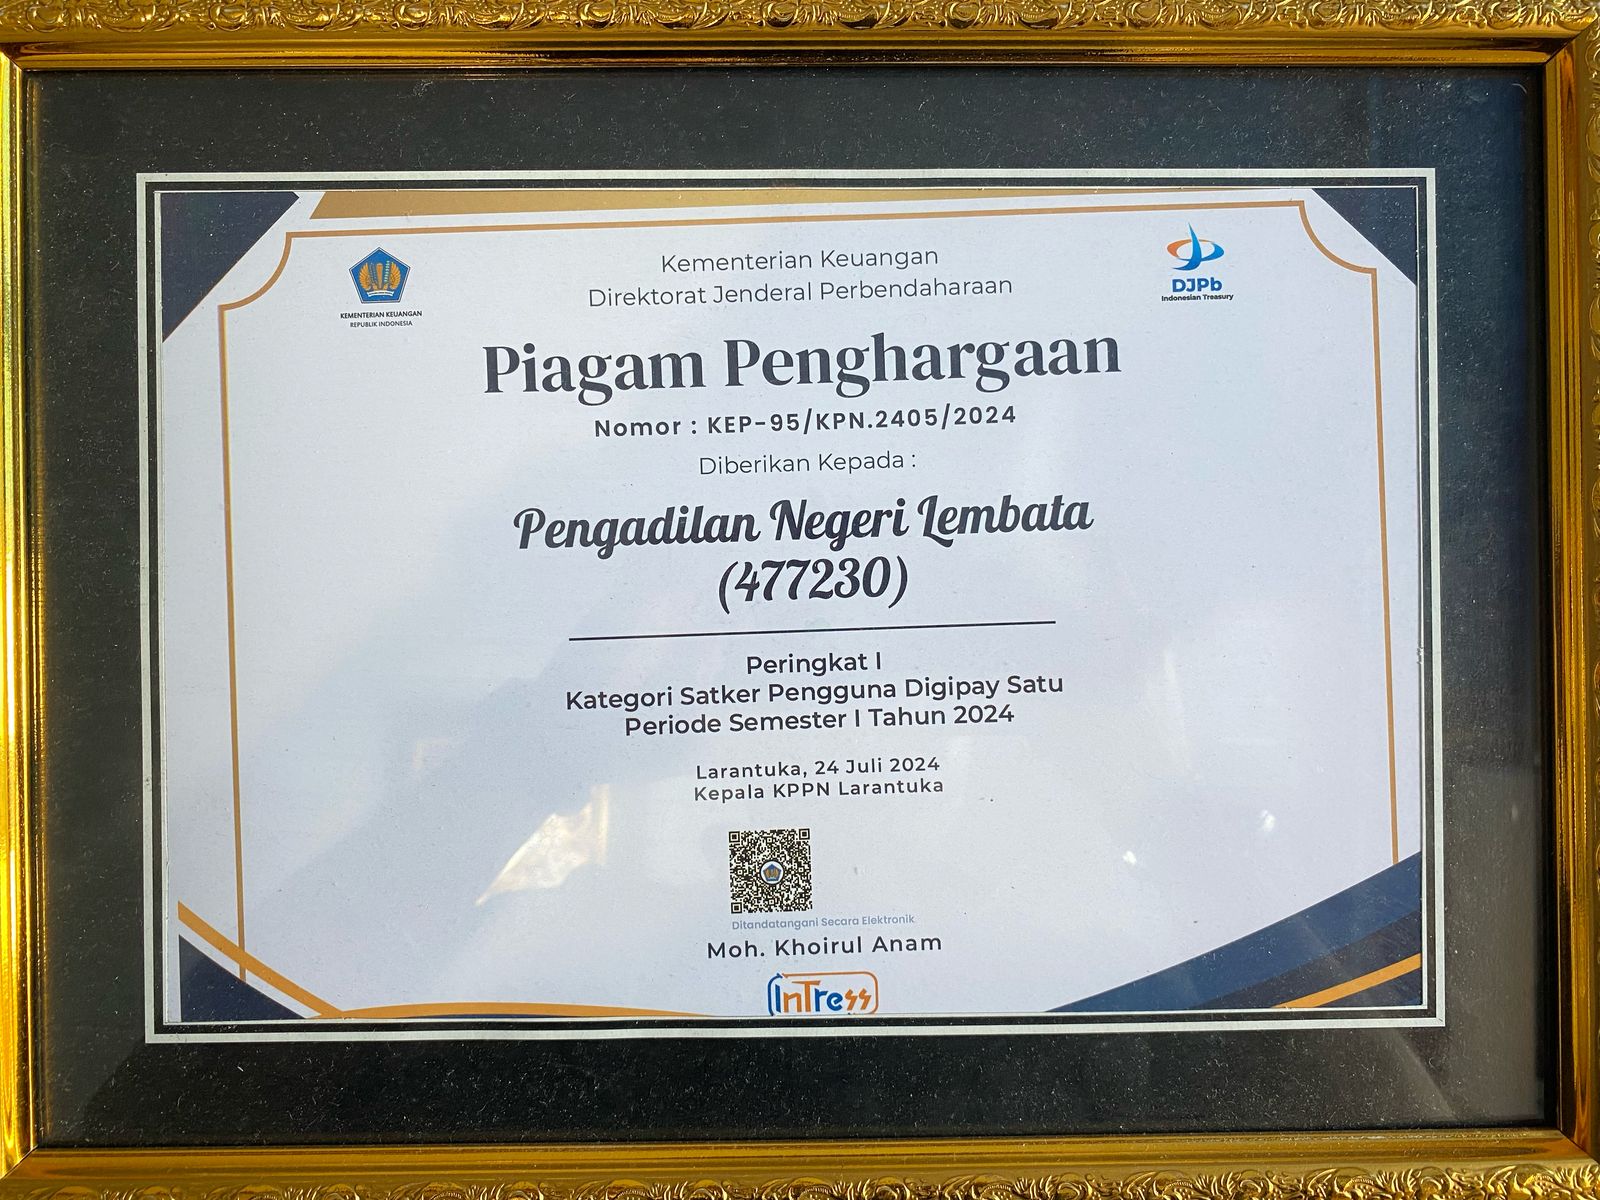 KEMENTERIAN KEUANGAN
REPUBLIK INDONESIA
Kementerian Keuangan
Direktorat Jenderal Perbendaharaan
DJPb
Indonesian Treasury
Piagam Penghargaan
Nomor : KEP-95/KPN.2405/2024
Diberikan Kepada :
Pengadilan Negeri Lembata
(477230)
Peringkat I
Kategori Satker Pengguna Digipay Satu
Periode Semester I Tahun 2024
Larantuka, 24 Juli 2024
Kepala KPPN Larantuka
Ditandatangani Secara Elektronik
Moh. Khoirul Anam
InTress